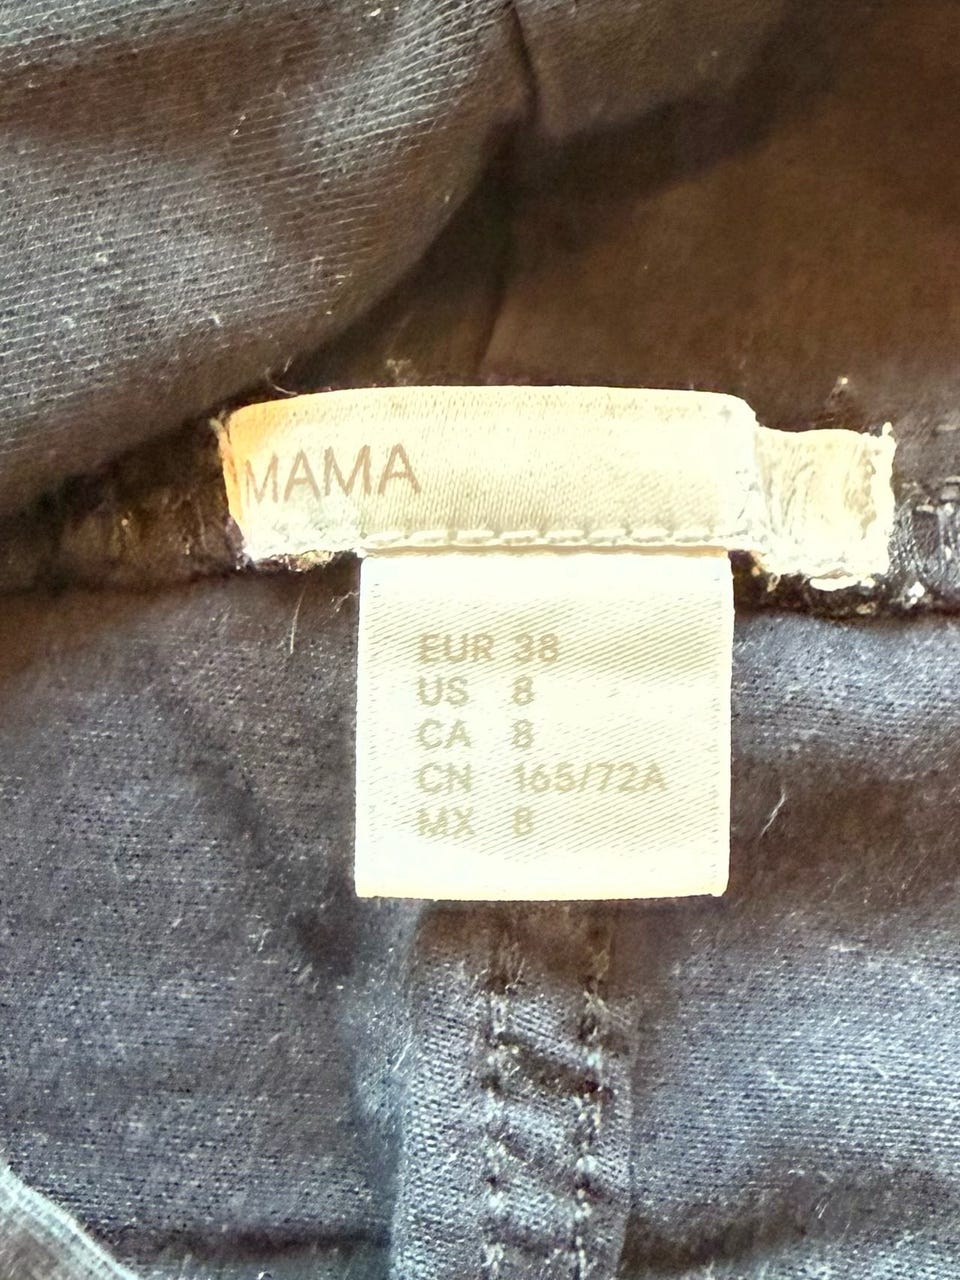 MAMA
EUR 38
US 8
CA 8
CN 165/72A
MX 8